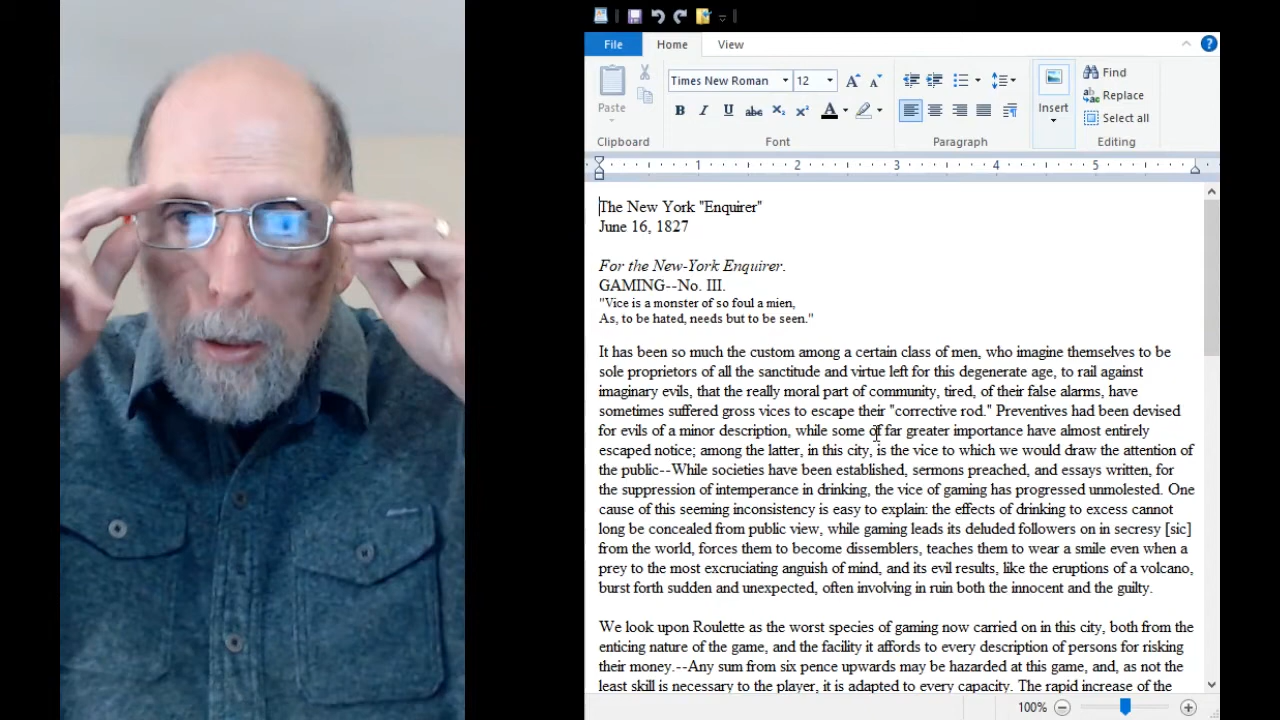 File
Home
View
Times New Roman
12
Find
Replace
Select all
Paste
Insert
Clipboard
Font
Paragraph
Editing
1
2
3
4
5
The New York "Enquirer"
June 16, 1827
For the New-York Enquirer.
GAMING--No. III.
"Vice is a monster of so foul a mien,
As, to be hated, needs but to be seen."
It has been so much the custom among a certain class of men, who imagine themselves to be
sole proprietors of all the sanctitude and virtue left for this degenerate age, to rail against
imaginary evils, that the really moral part of community, tired, of their false alarms, have
sometimes suffered gross vices to escape their "corrective rod." Preventives had been devised
for evils of a minor description, while some of far greater importance have almost entirely
escaped notice; among the latter, in this city, is the vice to which we would draw the attention of
the public--While societies have been established, sermons preached, and essays written, for
the suppression of intemperance in drinking, the vice of gaming has progressed unmolested. One
cause of this seeming inconsistency is easy to explain: the effects of drinking to excess cannot
long be concealed from public view, while gaming leads its deluded followers on in secresy [sic]
from the world, forces them to become dissemblers, teaches them to wear a smile even when a
prey to the most excruciating anguish of mind, and its evil results, like the eruptions of a volcano,
burst forth sudden and unexpected, often involving in ruin both the innocent and the guilty.
We look upon Roulette as the worst species of gaming now carried on in this city, both from the
enticing nature of the game, and the facility it affords to every description of persons for risking
their money.--Any sum from six pence upwards may be hazarded at this game, and, as not the
least skill is necessary to the player, it is adapted to every capacity. The rapid increase of the
100%